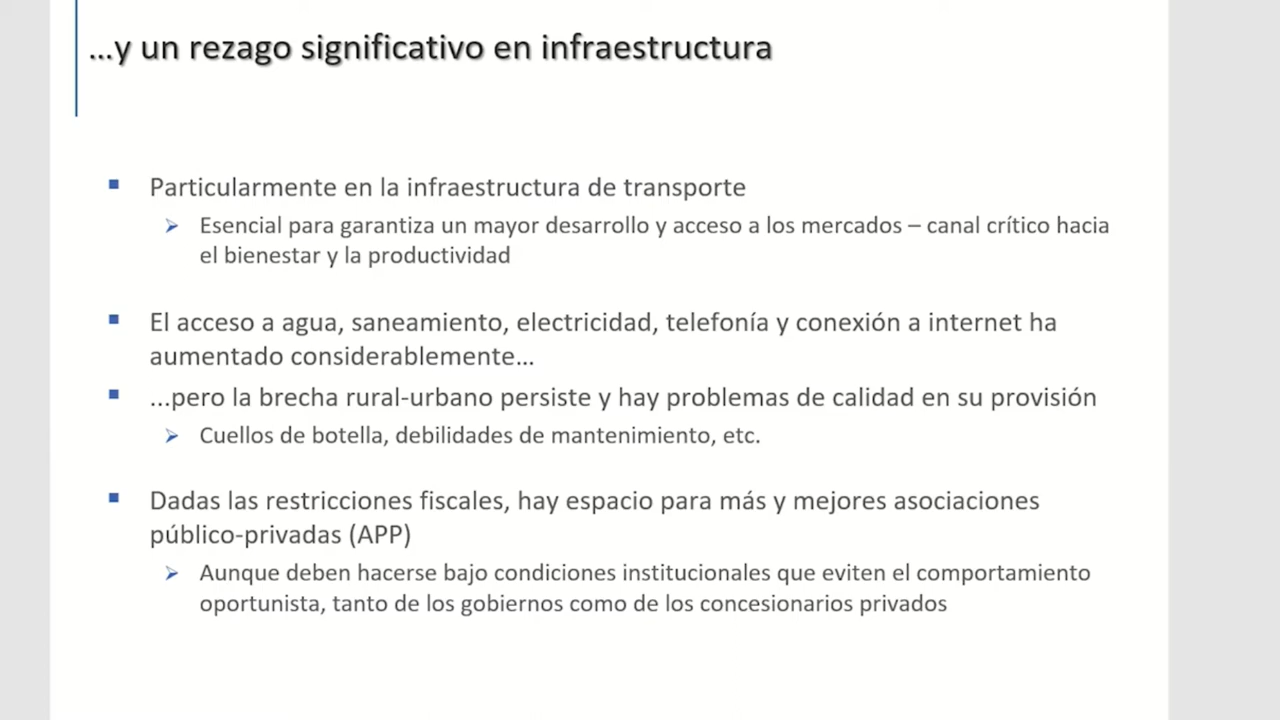 ...y un rezago significativo en infraestructura
Particularmente en la infraestructura de transporte
Esencial para garantiza un mayor desarrollo y acceso a los mercados – canal crítico hacia
el bienestar y la productividad
El acceso a agua, saneamiento, electricidad, telefonía y conexión a internet ha
aumentado considerablemente...
...pero la brecha rural-urbano persiste y hay problemas de calidad en su provisión
Cuellos de botella, debilidades de mantenimiento, etc.
Dadas las restricciones fiscales, hay espacio para más y mejores asociaciones
público-privadas (APP)
Aunque deben hacerse bajo condiciones institucionales que eviten el comportamiento
oportunista, tanto de los gobiernos como de los concesionarios privados